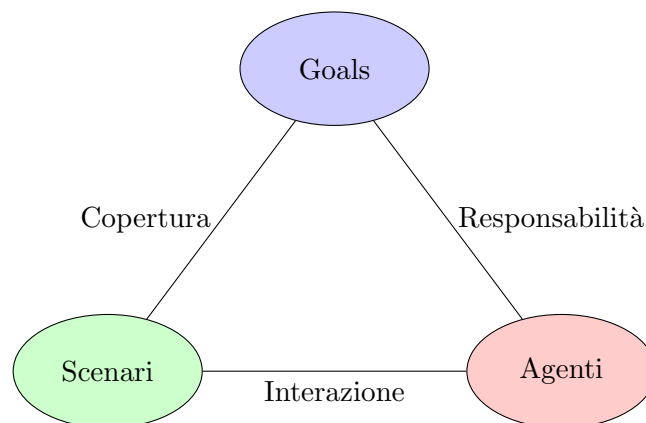 Goals
Copertura
Responsabilità
Scenari
Interazione
Agenti